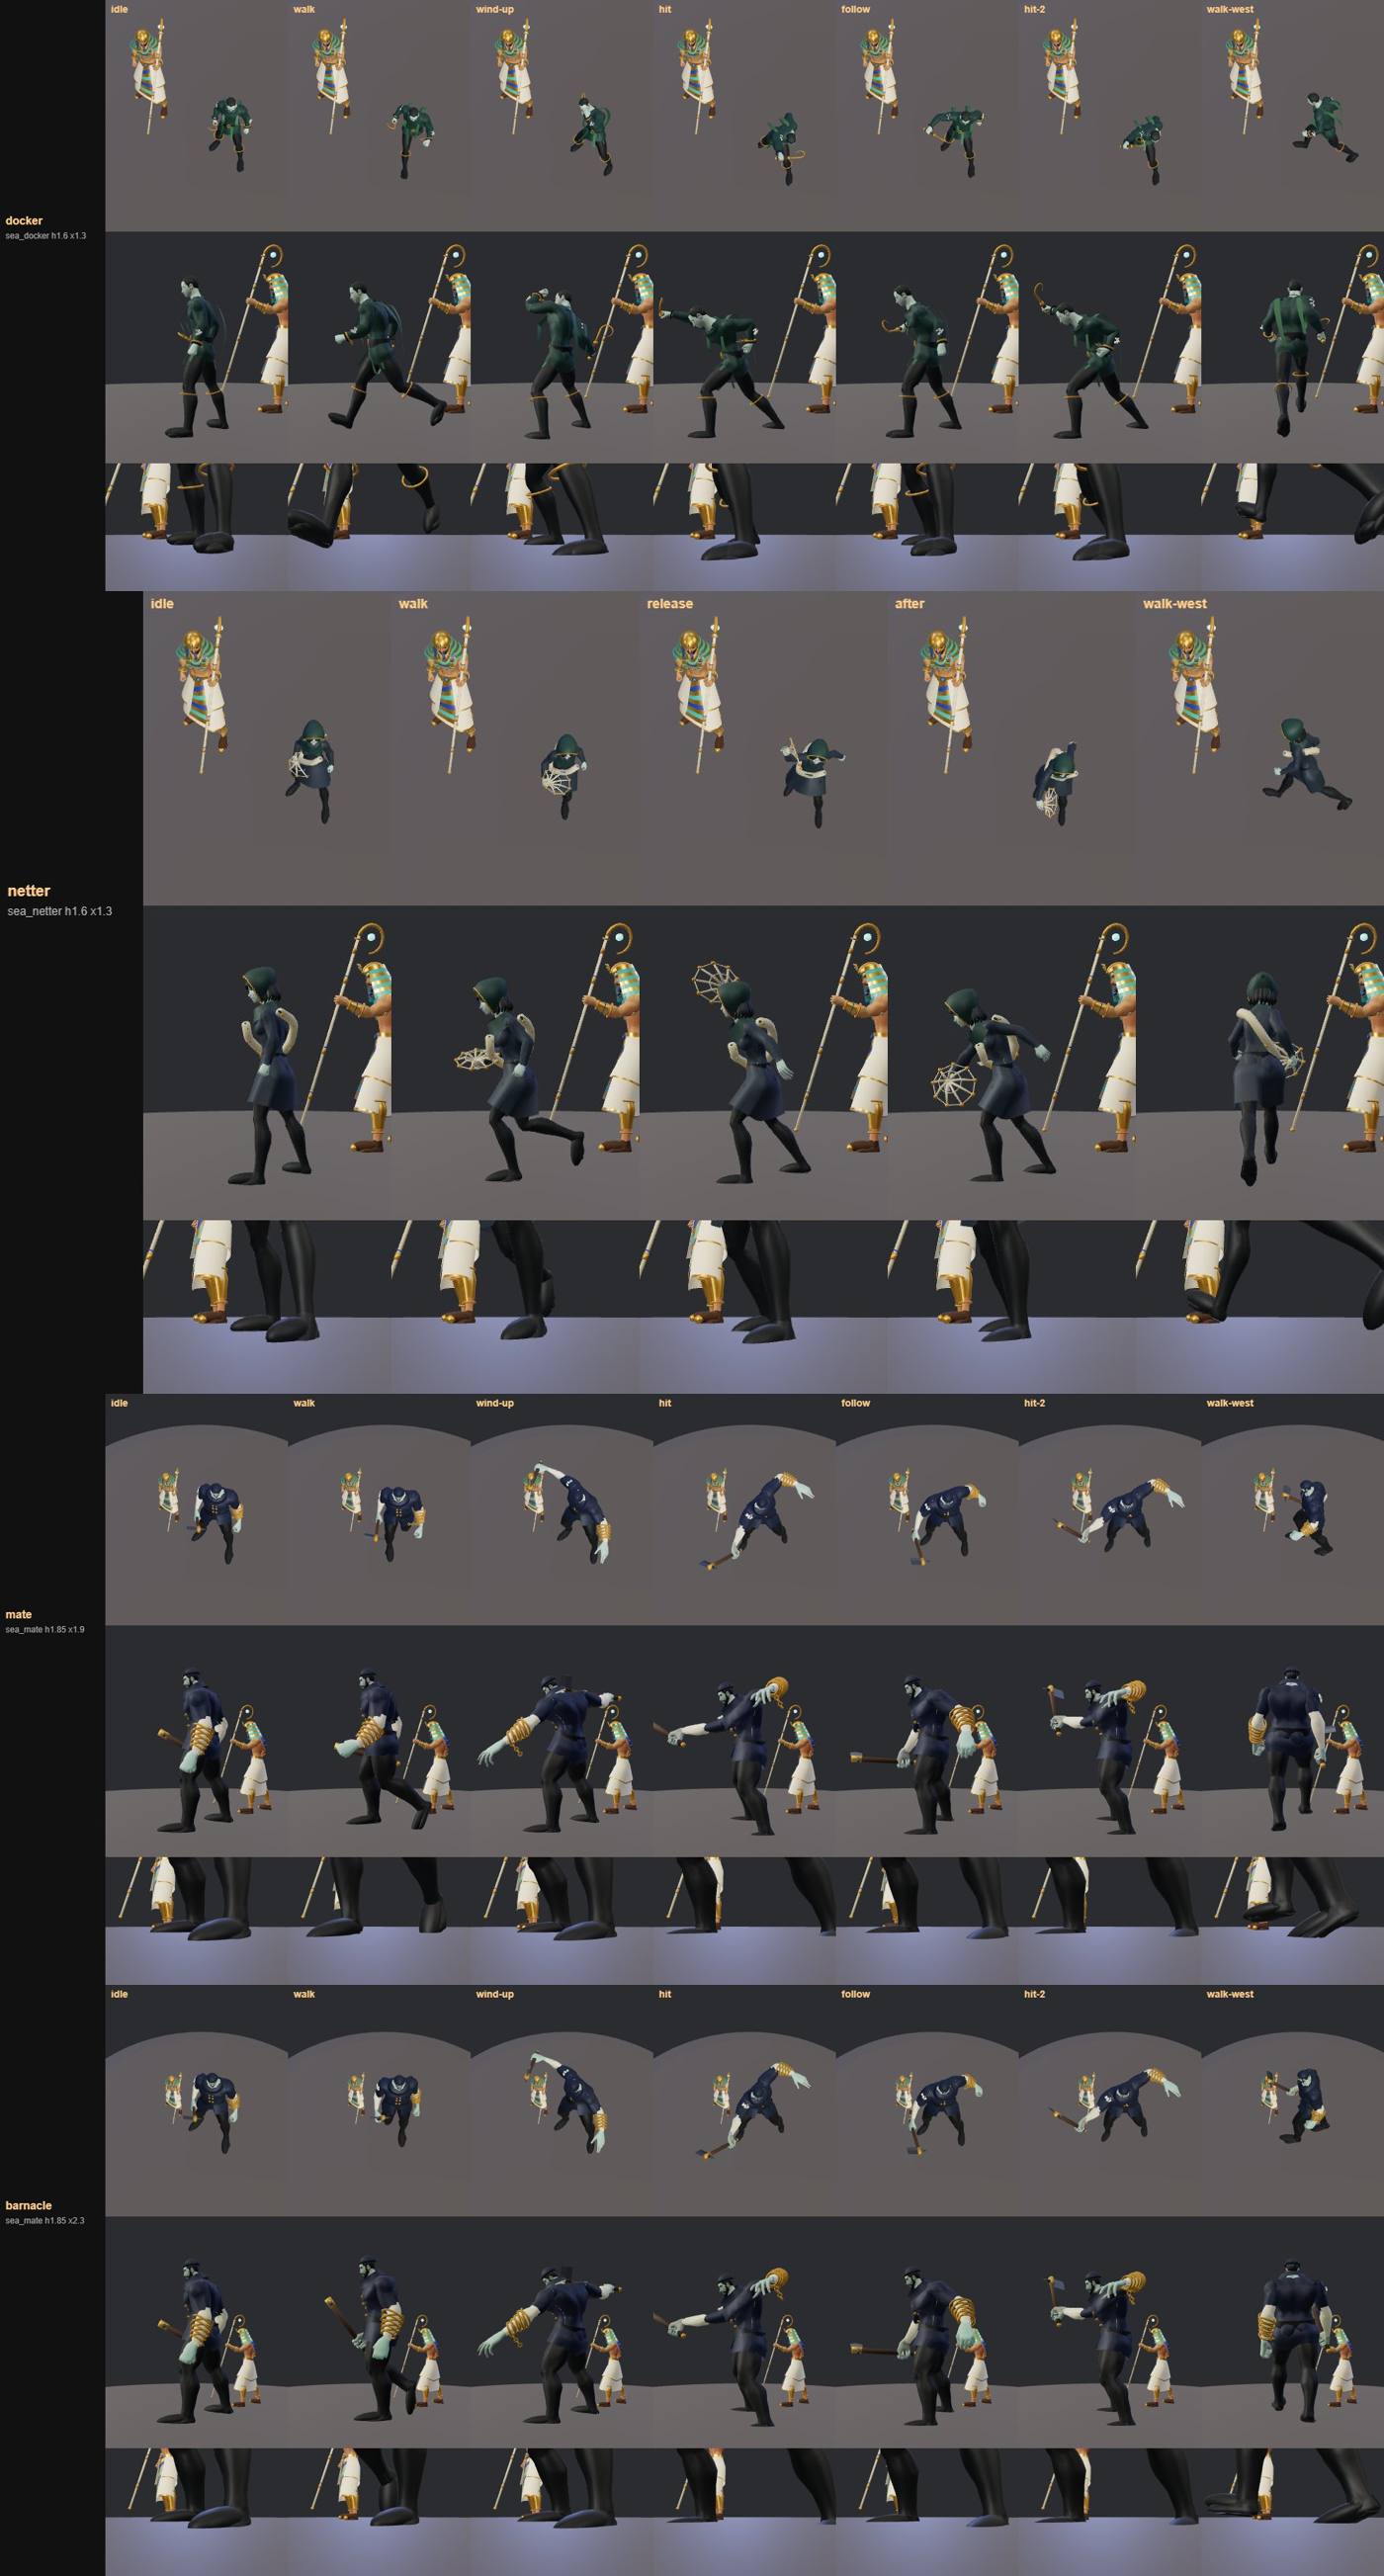 idle walk wind-up hit follow hit-2 walk-west
docker
sea_docker h1.6 x1.3
idle walk release after walk-west
netter
sea_netter h1.6 x1.3
idle walk wind-up hit follow hit-2 walk-west
mate
sea_mate h1.85 x1.9
idle walk wind-up hit follow hit-2 walk-west
barnacle
sea_mate h1.85 x2.3